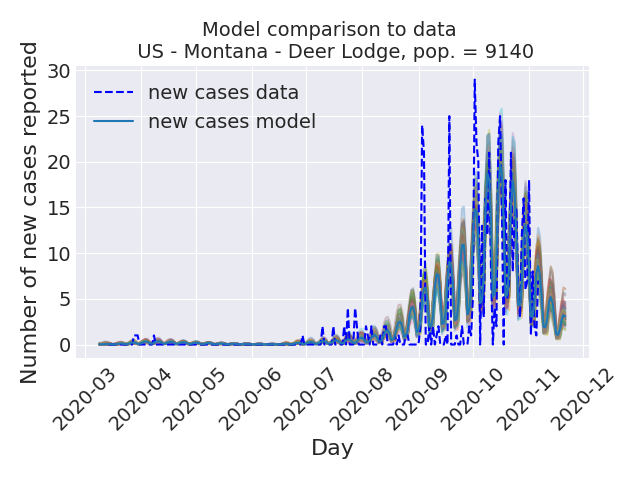 Model comparison to data
US - Montana - Deer Lodge, pop. = 9140
Number of new cases reported
30
25
20
15
10
5
0
new cases data
new cases model
2020-03
2020-04
2020-05
2020-06
2020-07
2020-08
2020-09
2020-10
2020-11
2020-12
Day